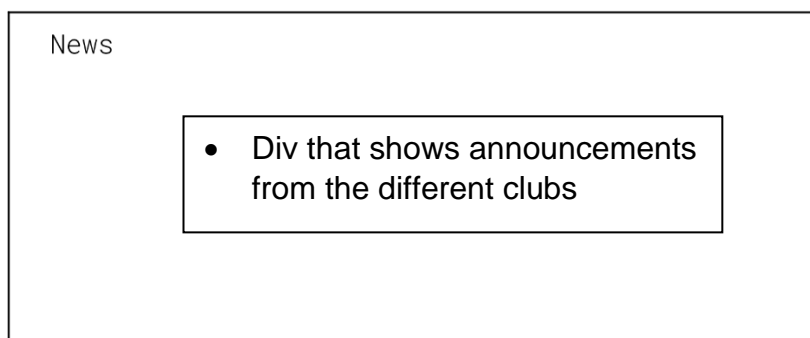 News
• Div that shows announcements
from the different clubs